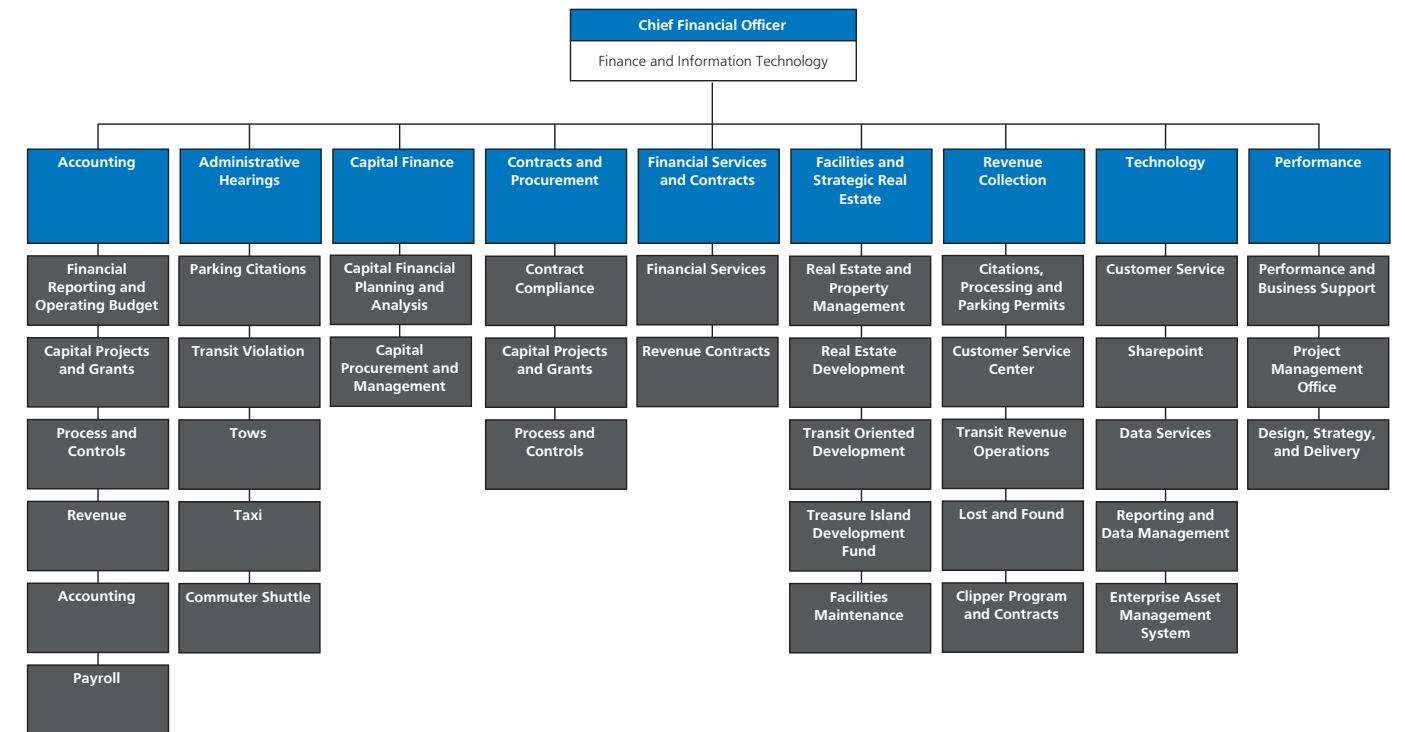 Chief Financial Officer
Finance and Information Technology
Accounting
Financial
Reporting and
Operating Budget
Capital Projects
and Grants
Process and
Controls
Revenue
Accounting
Payroll
Administrative
Hearings
Parking Citations
Transit Violation
Tows
Taxi
Commuter Shuttle
Capital Finance
Capital Financial
Planning and
Analysis
Capital
Procurement and
Management
Contracts and
Procurement
Contract
Compliance
Capital Projects
and Grants
Process and
Controls
Financial Services
and Contracts
Financial Services
Revenue Contracts
Facilities and
Strategic Real
Estate
Real Estate and
Property
Management
Real Estate
Development
Transit Oriented
Development
Treasure Island
Development
Fund
Facilities
Maintenance
Revenue
Collection
Citations,
Processing and
Parking Permits
Customer Service
Center
Transit Revenue
Operations
Lost and Found
Clipper Program
and Contracts
Technology
Customer Service
Sharepoint
Data Services
Reporting and
Data Management
Enterprise Asset
Management
System
Performance
Performance and
Business Support
Project
Management
Office
Design, Strategy,
and Delivery